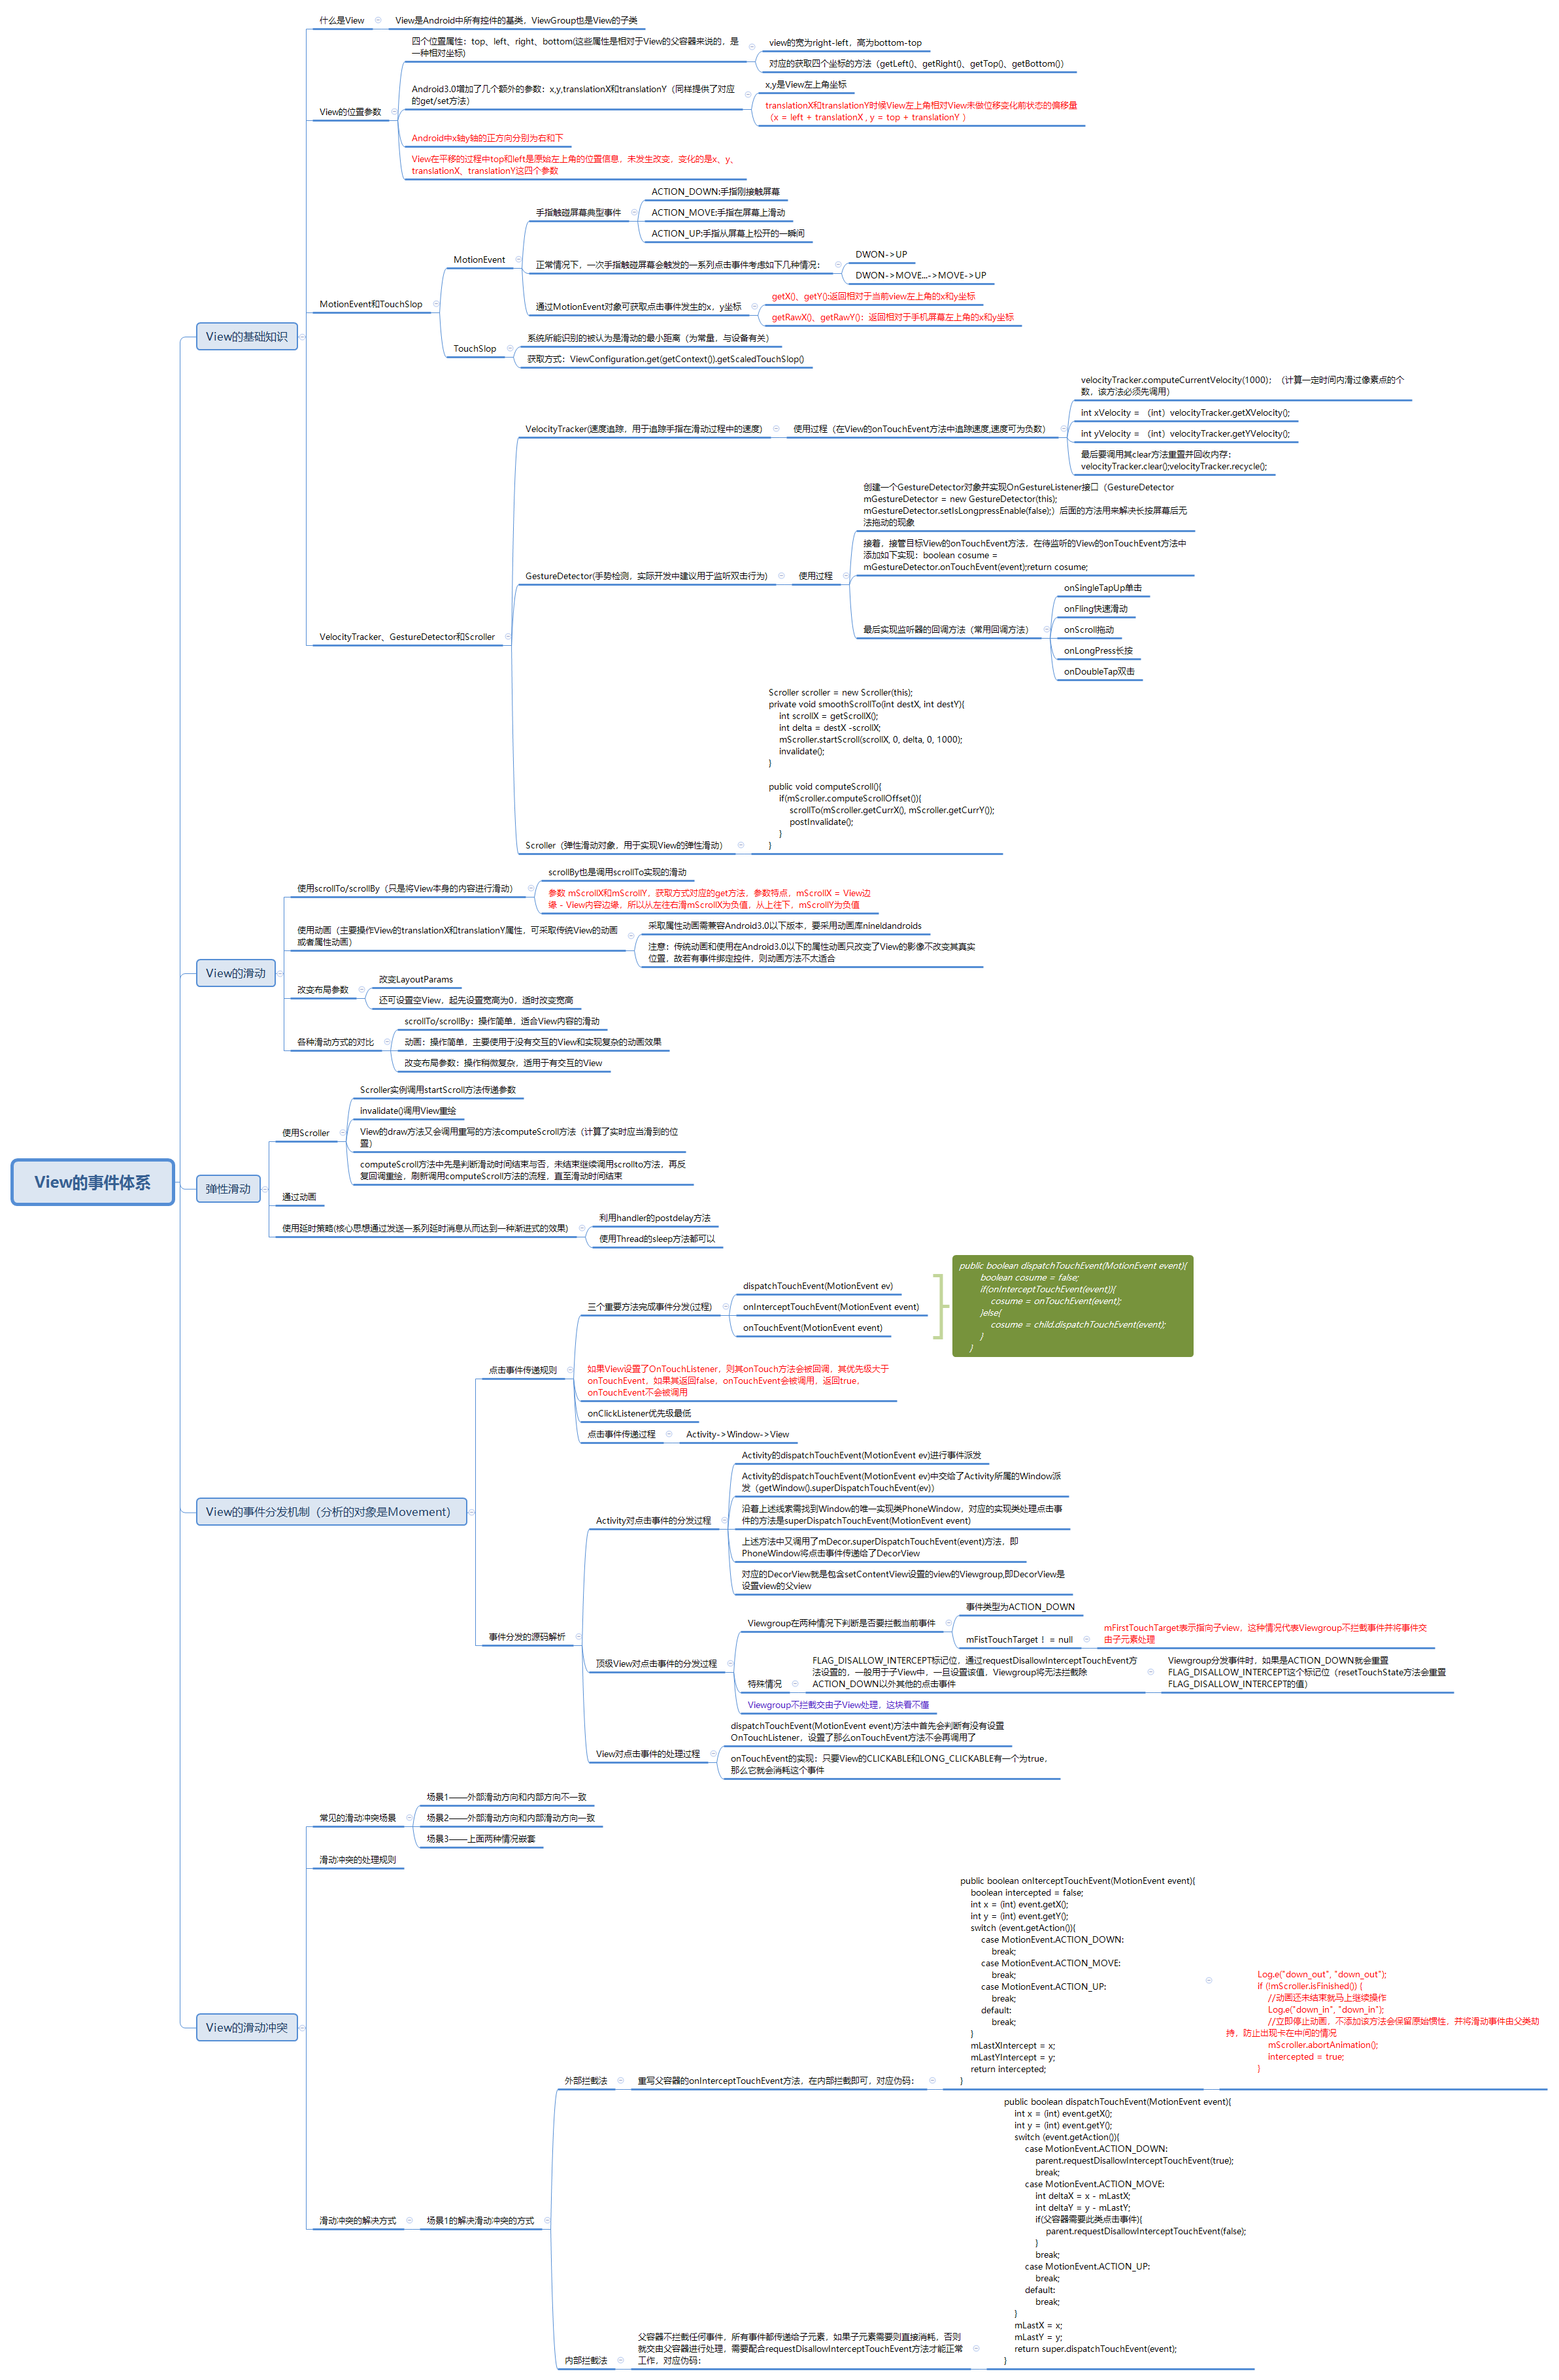 View的事件体系
View的基础知识
什么是View
View是Android中所有控件的基类，ViewGroup也是View的子类
View的位置参数
四个位置属性：top、left、right、bottom(这些属性是相对于View的父容器来说的，是
一种相对坐标)
view的宽为right-left，高为bottom-top
对应的获取四个坐标的方法（getLeft()、getRight()、getTop()、getBottom()）
Android3.0增加了几个额外的参数：x,y,translationX和translationY（同样提供了对应
的get/set方法）
x,y是View左上角坐标
translationX和translationY时候View左上角相对View未做位移变化前状态的偏移量
（x = left + translationX , y = top + translationY ）
Android中x轴y轴的正方向分别为右和下
View在平移的过程中top和left是原始左上角的位置信息，未发生改变，变化的是x、y、
translationX、translationY这四个参数
MotionEvent和TouchSlop
MotionEvent
手指触碰屏幕典型事件
ACTION_DOWN:手指刚接触屏幕
ACTION_MOVE:手指在屏幕上滑动
ACTION_UP:手指从屏幕上松开的一瞬间
正常情况下，一次手指触碰屏幕会触发的一系列点击事件考虑如下几种情况：
DWON->UP
DWON->MOVE...->MOVE->UP
通过MotionEvent对象可获取点击事件发生的x，y坐标
getX()、getY():返回相对于当前view左上角的x和y坐标
getRawX()、getRawY()：返回相对于手机屏幕左上角的x和y坐标
TouchSlop
系统所能识别的被认为是滑动的最小距离（为常量，与设备有关）
获取方式：ViewConfiguration.get(getContext()).getScaledTouchSlop()
VelocityTracker、GestureDetector和Scroller
VelocityTracker(速度追踪，用于追踪手指在滑动过程中的速度)
使用过程（在View的onTouchEvent方法中追踪速度,速度可为负数）
velocityTracker.computeCurrentVelocity(1000)；（计算一定时间内滑过像素点的个
数，该方法必须先调用）
int xVelocity = （int）velocityTracker.getXVelocity();
int yVelocity = （int）velocityTracker.getYVelocity();
最后要调用其clear方法重置并回收内存：
velocityTracker.clear();velocityTracker.recycle();
GestureDetector(手势检测，实际开发中建议用于监听双击行为)
使用过程
创建一个GestureDetector对象并实现OnGestureListener接口（GestureDetector
mGestureDetector = new GestureDetector(this);
mGestureDetector.setIsLongpressEnable(false);）后面的方法用来解决长按屏幕后无
法拖动的现象
接着，接管目标View的onTouchEvent方法，在待监听的View的onTouchEvent方法中
添加如下实现：boolean cosume =
mGestureDetector.onTouchEvent(event);return cosume;
最后实现监听器的回调方法（常用回调方法）
onSingleTapUp单击
onFling快速滑动
onScroll拖动
onLongPress长按
onDoubleTap双击
Scroller（弹性滑动对象，用于实现View的弹性滑动）
Scroller scroller = new Scroller(this);
private void smoothScrollTo(int destX, int destY){
int scrollX = getScrollX();
int delta = destX -scrollX;
mScroller.startScroll(scrollX, 0, delta, 0, 1000);
invalidate();
}
public void computeScroll(){
if(mScroller.computeScrollOffset()){
scrollTo(mScroller.getCurrX(), mScroller.getCurrY());
postInvalidate();
}
}
View的滑动
使用scrollTo/scrollBy（只是将View本身的内容进行滑动）
scrollBy也是调用scrollTo实现的滑动
参数 mScrollX和mScrollY，获取方式对应的get方法，参数特点，mScrollX = View边
缘 - View内容边缘，所以从左往右滑mScrollX为负值，从上往下，mScrollY为负值
使用动画（主要操作View的translationX和translationY属性，可采取传统View的动画
或者属性动画）
采取属性动画需兼容Android3.0以下版本，要采用动画库nineldandroids
注意：传统动画和使用在Android3.0以下的属性动画只改变了View的影像不改变其真实
位置，故若有事件绑定控件，则动画方法不太适合
改变布局参数
改变LayoutParams
还可设置空View，起先设置宽高为0，适时改变宽高
各种滑动方式的对比
scrollTo/scrollBy：操作简单，适合View内容的滑动
动画：操作简单，主要使用于没有交互的View和实现复杂的动画效果
改变布局参数：操作稍微复杂，适用于有交互的View
弹性滑动
使用Scroller
Scroller实例调用startScroll方法传递参数
invalidate()调用View重绘
View的draw方法又会调用重写的方法computeScroll方法（计算了实时应当滑到的位
置）
computeScroll方法中先是判断滑动时间结束与否，未结束继续调用scrollto方法，再反
复回调重绘，刷新调用computeScroll方法的流程，直至滑动时间结束
通过动画
使用延时策略(核心思想通过发送一系列延时消息从而达到一种渐进式的效果)
利用handler的postdelay方法
使用Thread的sleep方法都可以
View的事件分发机制（分析的对象是Movement）
点击事件传递规则
三个重要方法完成事件分发(过程)
dispatchTouchEvent(MotionEvent ev)
onInterceptTouchEvent(MotionEvent event)
onTouchEvent(MotionEvent event)
public boolean dispatchTouchEvent(MotionEvent event){
boolean cosume = false;
if(onInterceptTouchEvent(event)){
cosume = onTouchEvent(event);
}else{
cosume = child.dispatchTouchEvent(event);
}
}
如果View设置了OnTouchListener，则其onTouch方法会被回调，其优先级大于
onTouchEvent，如果其返回false，onTouchEvent会被调用，返回true，
onTouchEvent不会被调用
onClickListener优先级最低
点击事件传递过程
Activity->Window->View
事件分发的源码解析
Activity对点击事件的分发过程
Activity的dispatchTouchEvent(MotionEvent ev)进行事件派发
Activity的dispatchTouchEvent(MotionEvent ev)中交给了Activity所属的Window派
发（getWindow().superDispatchTouchEvent(ev)）
沿着上述线素需找到Window的唯一实现类PhoneWindow，对应的实现类处理点击事
件的方法是superDispatchTouchEvent(MotionEvent event)
上述方法中又调用了mDecor.superDispatchTouchEvent(event)方法，即
PhoneWindow将点击事件传递给了DecorView
对应的DecorView就是包含setContentView设置的view的Viewgroup,即DecorView是
设置view的父view
顶级View对点击事件的分发过程
Viewgroup在两种情况下判断是否要拦截当前事件
事件类型为ACTION_DOWN
mFistTouchTarget！= null
mFirstTouchTarget表示指向子view，这种情况代表Viewgroup不拦截事件并将事件交
由子元素处理
特殊情况
FLAG_DISALLOW_INTERCEPT标记位，通过requestDisallowInterceptTouchEvent方
法设置的，一般用于子View中，一旦设置该值，Viewgroup将无法拦截除
ACTION_DOWN以外其他的点击事件
Viewgroup分发事件时，如果是ACTION_DOWN就会重置
FLAG_DISALLOW_INTERCEPT这个标记位（resetTouchState方法会重置
FLAG_DISALLOW_INTERCEPT的值）
Viewgroup不拦截交由子View处理，这块看不懂
View对点击事件的处理过程
dispatchTouchEvent(MotionEvent event)方法中首先会判断有没有设置
OnTouchListener，设置了那么onTouchEvent方法不会再调用了
onTouchEvent的实现：只要View的CLICKABLE和LONG_CLICKABLE有一个为true，
那么它就会消耗这个事件
View的滑动冲突
常见的滑动冲突场景
场景1——外部滑动方向和内部方向不一致
场景2——外部滑动方向和内部滑动方向一致
场景3——上面两种情况嵌套
滑动冲突的处理规则
滑动冲突的解决方式
场景1的解决滑动冲突的方式
外部拦截法
重写父容器的onInterceptTouchEvent方法，在内部拦截即可，对应伪码：
public boolean onInterceptTouchEvent(MotionEvent event){
boolean intercepted = false;
int x = (int) event.getX();
int y = (int) event.getY();
switch (event.getAction()){
case MotionEvent.ACTION_DOWN:
break;
case MotionEvent.ACTION_MOVE:
break;
case MotionEvent.ACTION_UP:
break;
default:
break;
}
mLastXIntercept = x;
mLastYIntercept = y;
return intercepted;
}
Log.e("down_out", "down_out");
if (!mScroller.isFinished()) {
//动画还未结束就马上继续操作
Log.e("down_in", "down_in");
//立即停止动画，不添加该方法会保留原始惯性，并将滑动事件由父类劫
持，防止出现卡在中间的情况
mScroller.abortAnimation();
intercepted = true;
}
内部拦截法
父容器不拦截任何事件，所有事件都传递给子元素，如果子元素需要则直接消耗，否则
就交由父容器进行处理，需要配合requestDisallowInterceptTouchEvent方法才能正常
工作，对应伪码：
public boolean dispatchTouchEvent(MotionEvent event){
int x = (int) event.getX();
int y = (int) event.getY();
switch (event.getAction()){
case MotionEvent.ACTION_DOWN:
parent.requestDisallowInterceptTouchEvent(true);
break;
case MotionEvent.ACTION_MOVE:
int deltaX = x - mLastX;
int deltaY = y - mLastY;
if(父容器需要此类点击事件){
parent.requestDisallowInterceptTouchEvent(false);
}
break;
case MotionEvent.ACTION_UP:
break;
default:
break;
}
mLastX = x;
mLastY = y;
return super.dispatchTouchEvent(event);
}